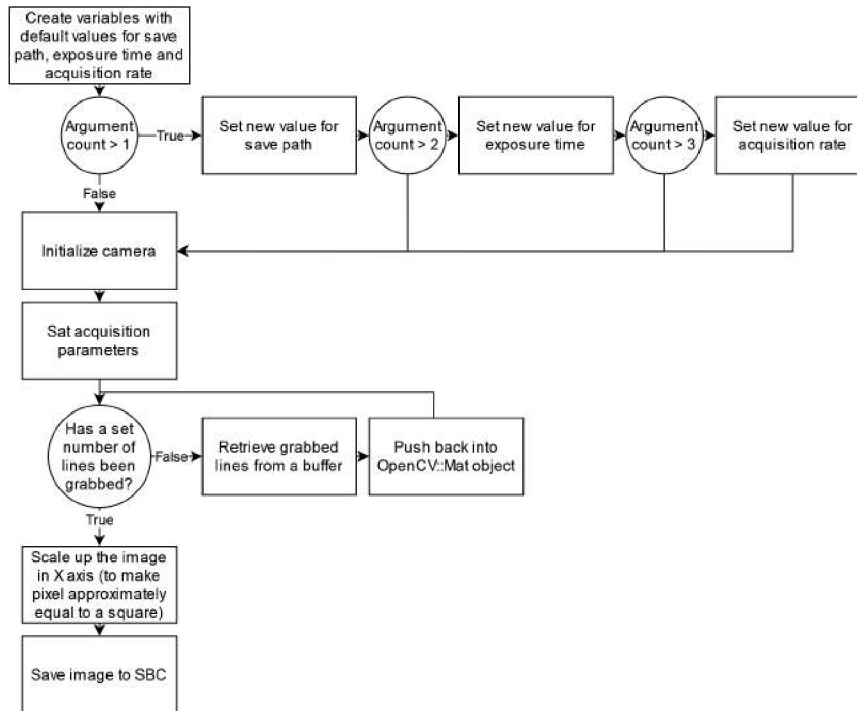 Create variables with
default values for save
path, exposure time and
acquisition rate
Argument
count > 1
True
Set new value for
save path
Argument
count > 2
Set new value for
exposure time
Argument
count > 3
Set new value for
acquisition rate
False
Initialize camera
Sat acquisition
parameters
Has a set
number of
lines been
grabbed?
False
Retrieve grabbed
lines from a buffer
Push back into
OpenCV::Mat object
True
Scale up the image
in X axis (to make
pixel approximately
equal to a square)
Save image to SBC